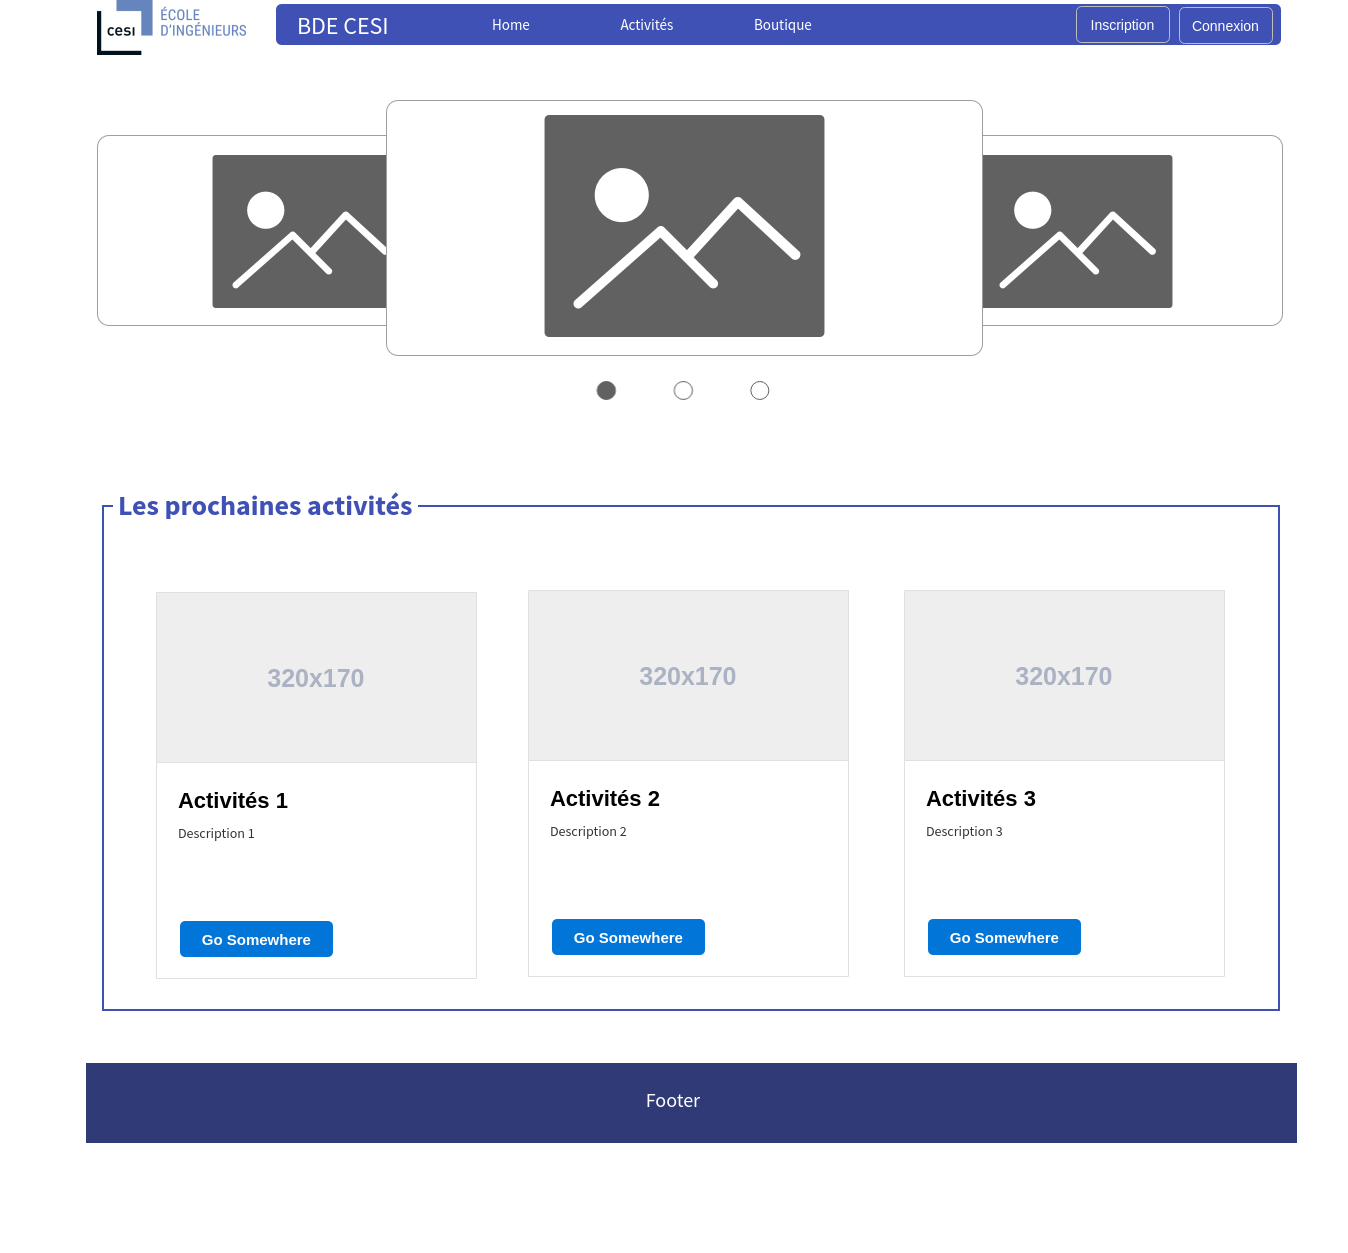 cesi
ÉCOLE
D'INGÉNIEURS
BDE CESI
Home
Activités
Boutique
Inscription
Connexion
Les prochaines activités
320x170
320x170
320x170
Activités 1
Activités 2
Activités 3
Description 1
Description 2
Description 3
Go Somewhere
Go Somewhere
Go Somewhere
Footer